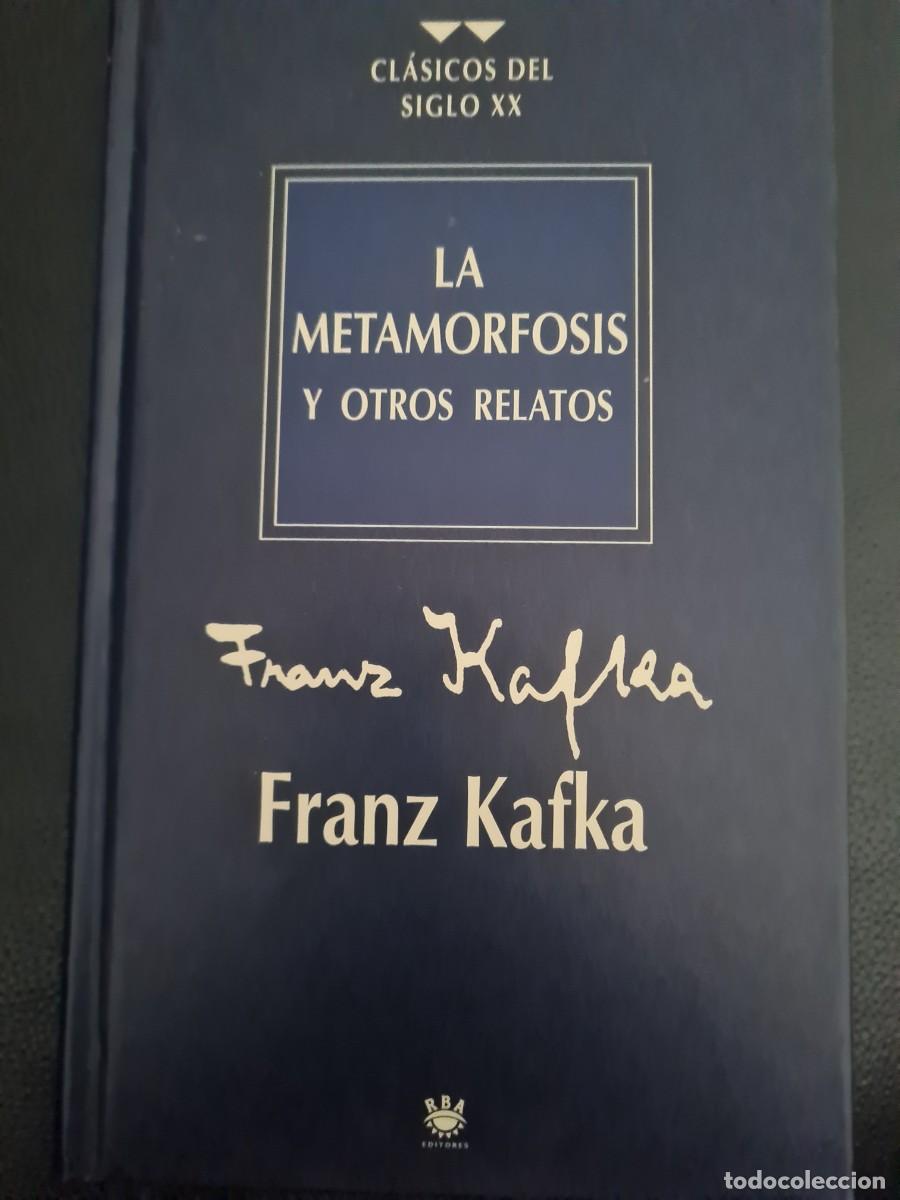 CLÁSICOS DEL
SIGLO XX
LA
METAMORFOSIS
Y OTROS RELATOS
Franz Kafka
Franz Kafka
RBA
EDITORES
todocoleccion